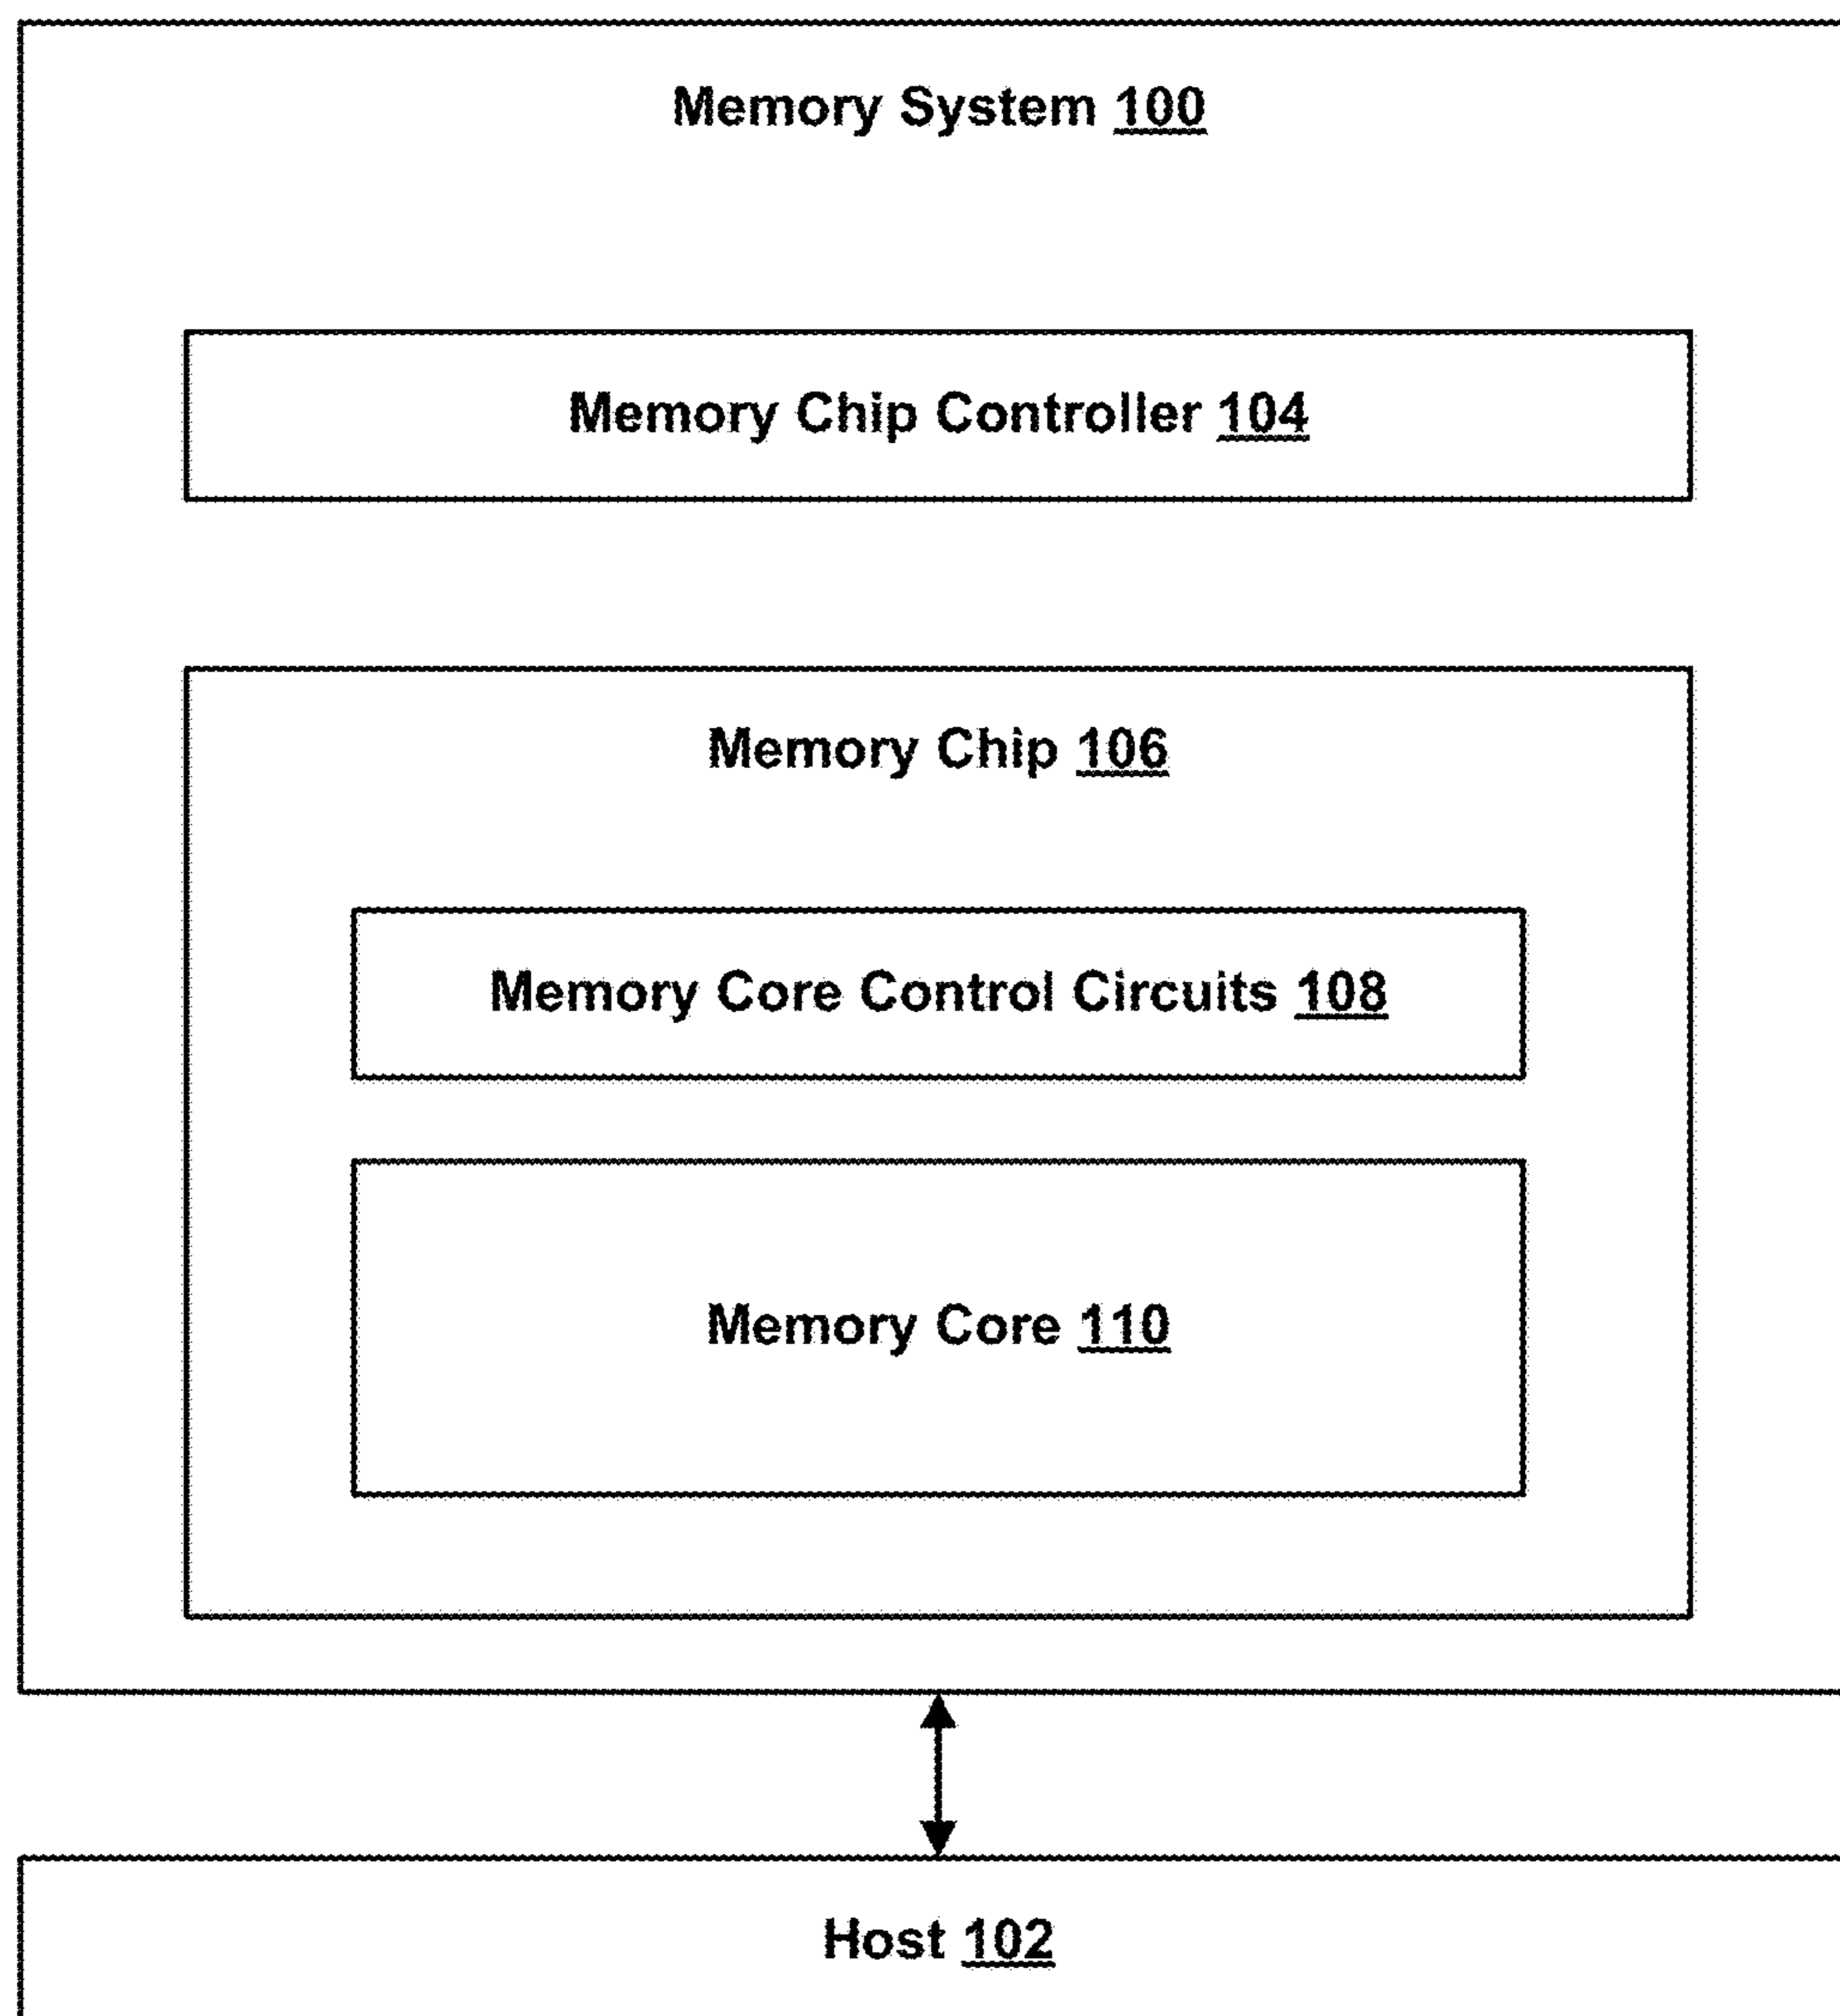 Memory System 100
Memory Chip Controller 104
Memory Chip 106
Memory Core Control Circuits 108
Memory Core 110
Host 102